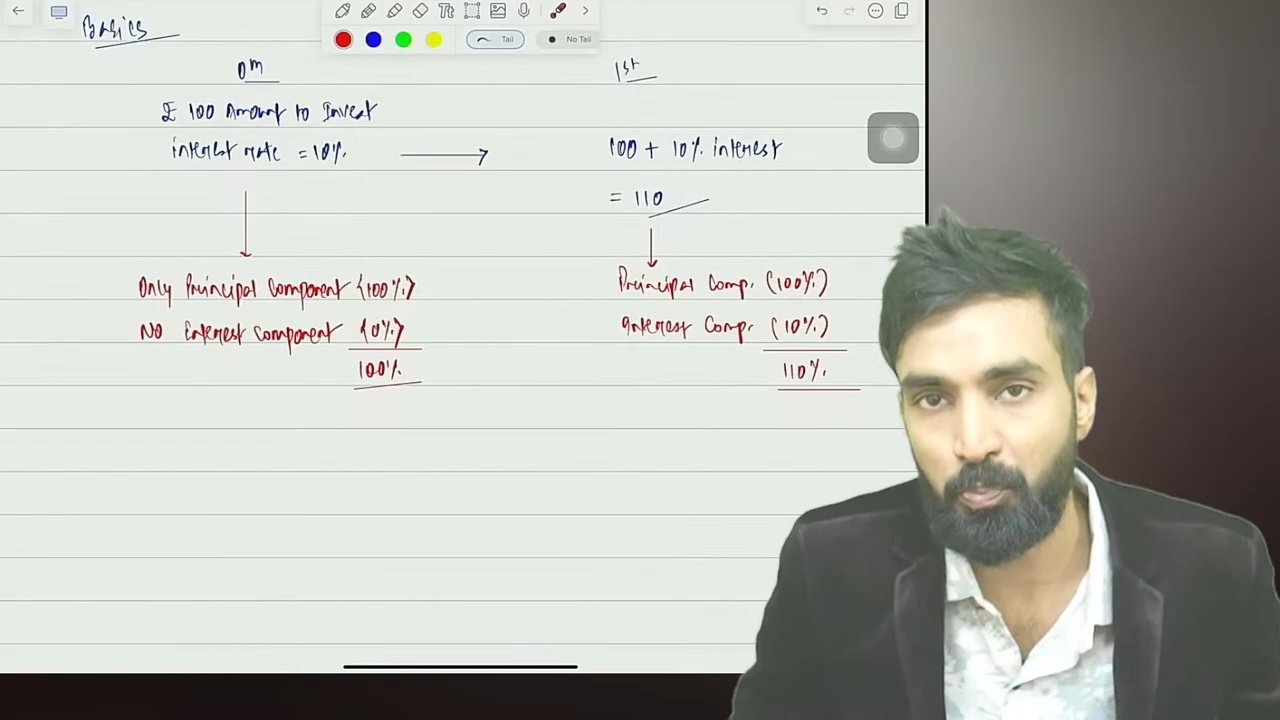 Basics
Tail
No Tail
0th
1st
£ 100 Amount to Invest
interest rate = 10%
100 + 10% interest
= 110
Only Principal Component (100%)
No Interest Component (0%)
100%
Principal Comp. (100%)
Interest Comp. (10%)
110%